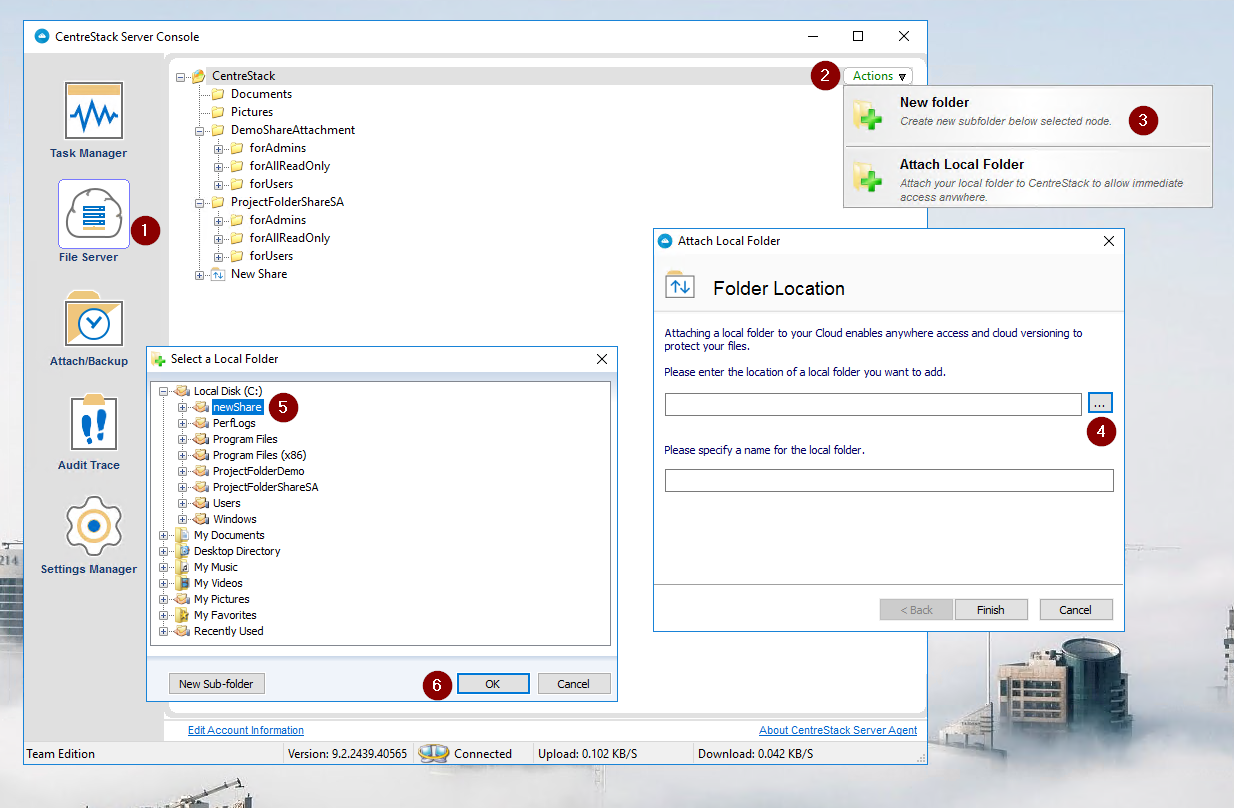 CentreStack Server Console
Task Manager
1
File Server
Attach/Backup
Audit Trace
Settings Manager
CentreStack
Documents
Pictures
DemoShareAttachment
forAdmins
forAllReadOnly
forUsers
ProjectFolderShareSA
forAdmins
forAllReadOnly
forUsers
New Share
2
Actions
New folder
Create new subfolder below selected node.
3
Attach Local Folder
Attach your local folder to CentreStack to allow immediate
access anywhere.
Attach Local Folder
Folder Location
Attaching a local folder to your Cloud enables anywhere access and cloud versioning to
protect your files.
Please enter the location of a local folder you want to add.
...
4
Please specify a name for the local folder.
< Back
Finish
Cancel
Select a Local Folder
Local Disk (C:)
newShare
5
PerfLogs
Program Files
Program Files (x86)
ProjectFolderDemo
ProjectFolderShareSA
Users
Windows
My Documents
Desktop Directory
My Music
My Videos
My Pictures
My Favorites
Recently Used
New Sub-folder
6
OK
Cancel
Edit Account Information
About CentreStack Server Agent
Team Edition
Version: 9.2.2439.40565
Connected
Upload: 0.102 KB/S
Download: 0.042 KB/S
214